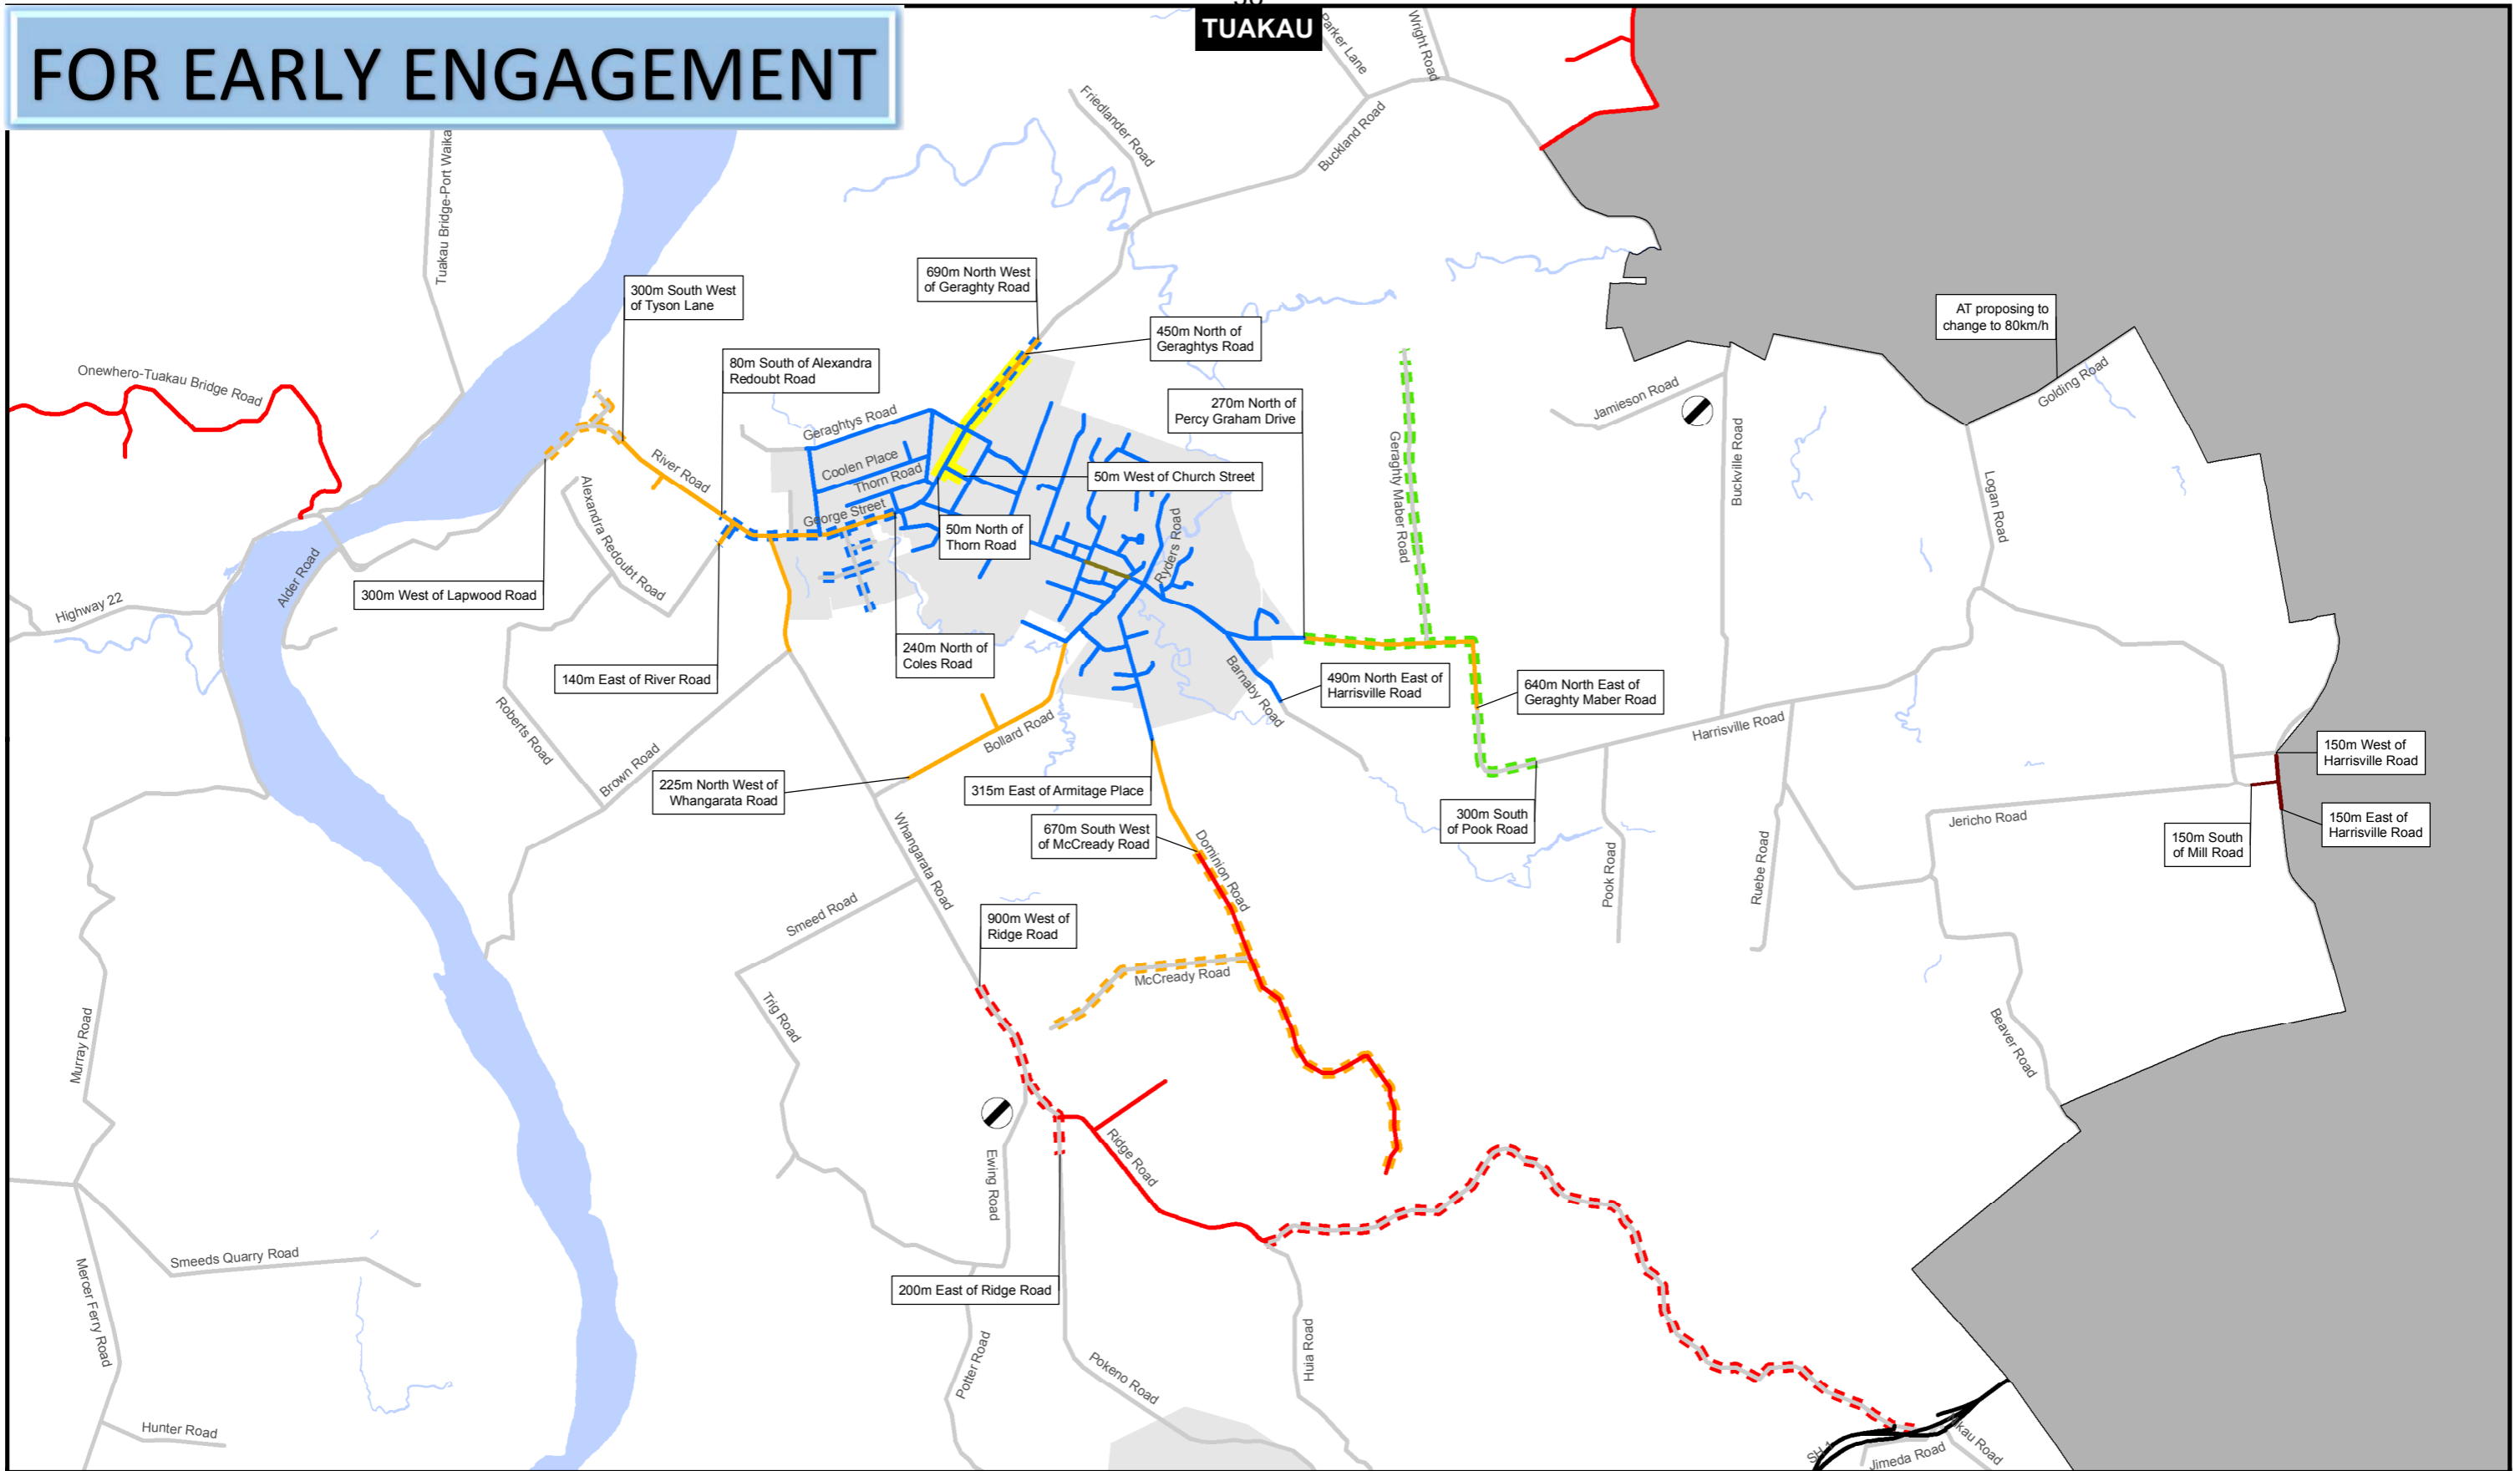 TUAKAU
FOR EARLY ENGAGEMENT
Parker Lane
Wright Road
Friedlander Road
Buckland Road
Tuakau Bridge-Port Waika
690m North West
of Geraghty Road
300m South West
of Tyson Lane
450m North of
Geraghtys Road
AT proposing to
change to 80km/h
80m South of Alexandra
Redoubt Road
Onewhero-Tuakau Bridge Road
270m North of
Percy Graham Drive
Jamieson Road
Golding Road
Geraghtys Road
Coolen Place
Thorn Road
George Street
River Road
50m West of Church Street
Geraghty Maber Road
Buckville Road
Logan Road
Alexandra Redoubt Road
50m North of
Thorn Road
Ryders Road
Alder Road
300m West of Lapwood Road
Highway 22
240m North of
Coles Road
140m East of River Road
Barnaby Road
490m North East of
Harrisville Road
640m North East of
Geraghty Maber Road
Roberts Road
Bollard Road
Harrisville Road
Brown Road
150m West of
Harrisville Road
225m North West of
Whangarata Road
315m East of Armitage Place
300m South
of Pook Road
Jericho Road
150m East of
Harrisville Road
670m South West
of McCready Road
150m South
of Mill Road
Whangarata Road
Dominion Road
Pook Road
Ruebe Road
Smeed Road
900m West of
Ridge Road
McCready Road
Trig Road
Murray Road
Beaver Road
Ridge Road
Ewing Road
Smeeds Quarry Road
200m East of Ridge Road
Mercer Ferry Road
Potter Road
Pokeno Road
Huia Road
Hunter Road
SH 1
kau Road
Jimeda Road